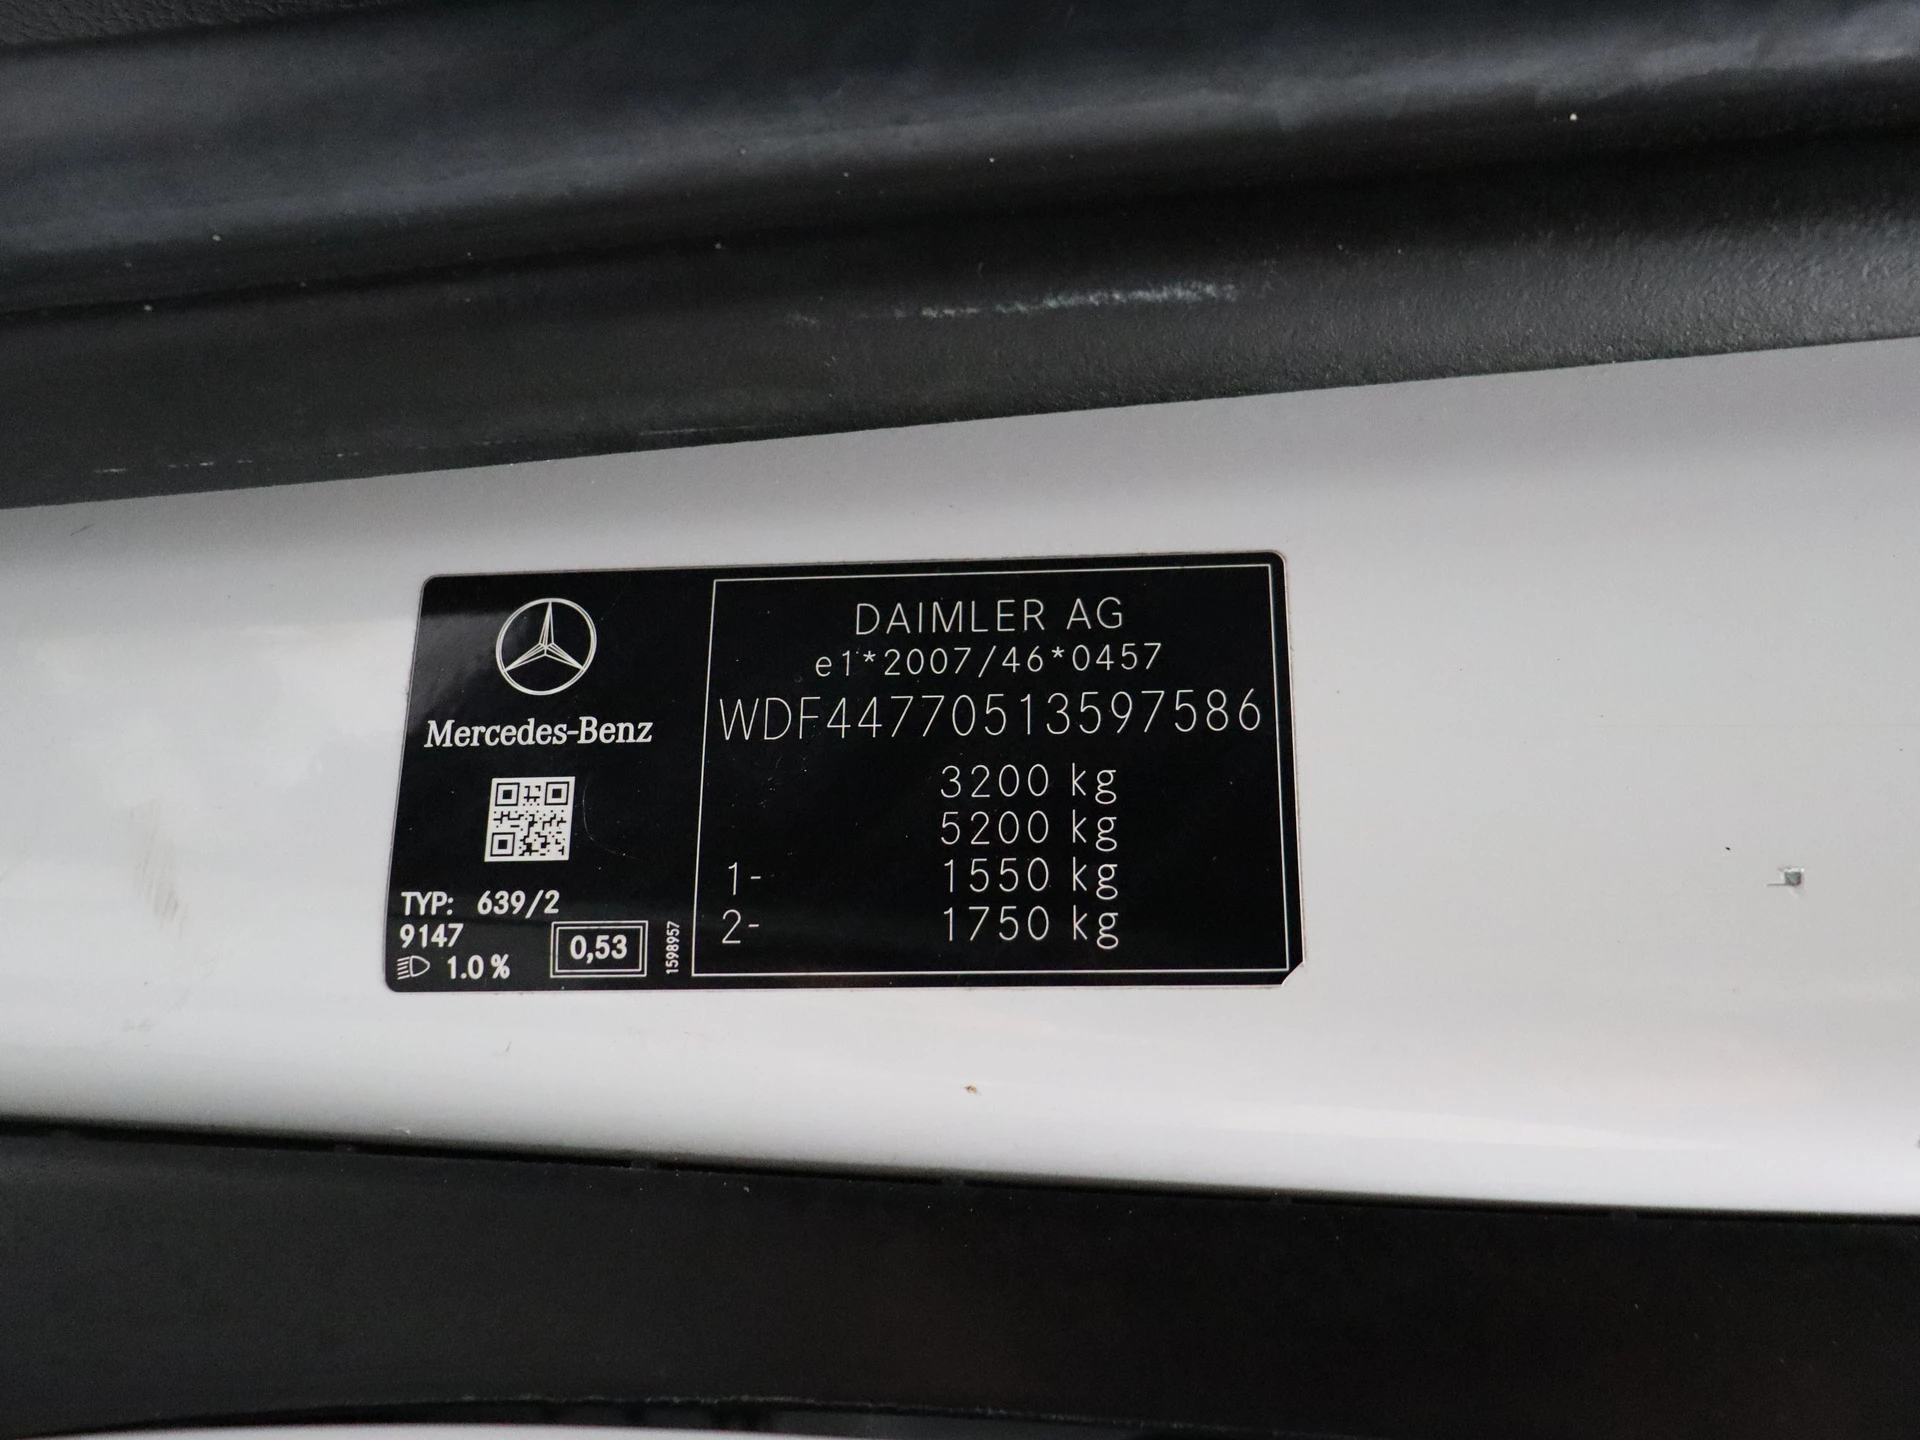 Mercedes-Benz
TYP: 639/2
9147
1.0 %
0,53
1598957
DAIMLER AG
e1*2007/46*0457
WDF44770513597586
3200 kg
5200 kg
1- 1550 kg
2- 1750 kg